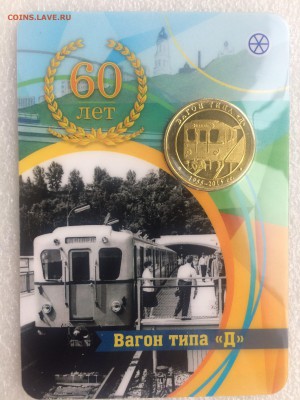 COINS.LAVE.RU
60
лет
ВАГОН ТИПА "Д"
Вагон типа «Д»